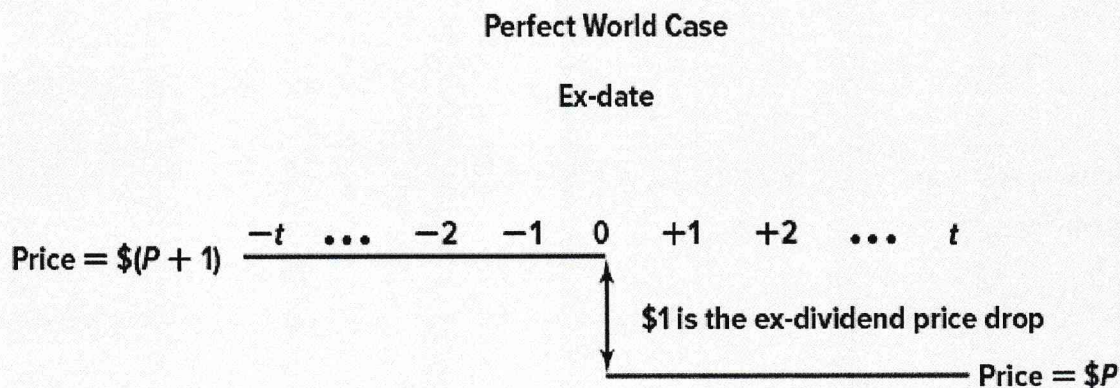 Perfect World Case
Ex-date
−t ... −2 −1 0 +1 +2 ... t
Price = $(P + 1)
$1 is the ex-dividend price drop
Price = $P